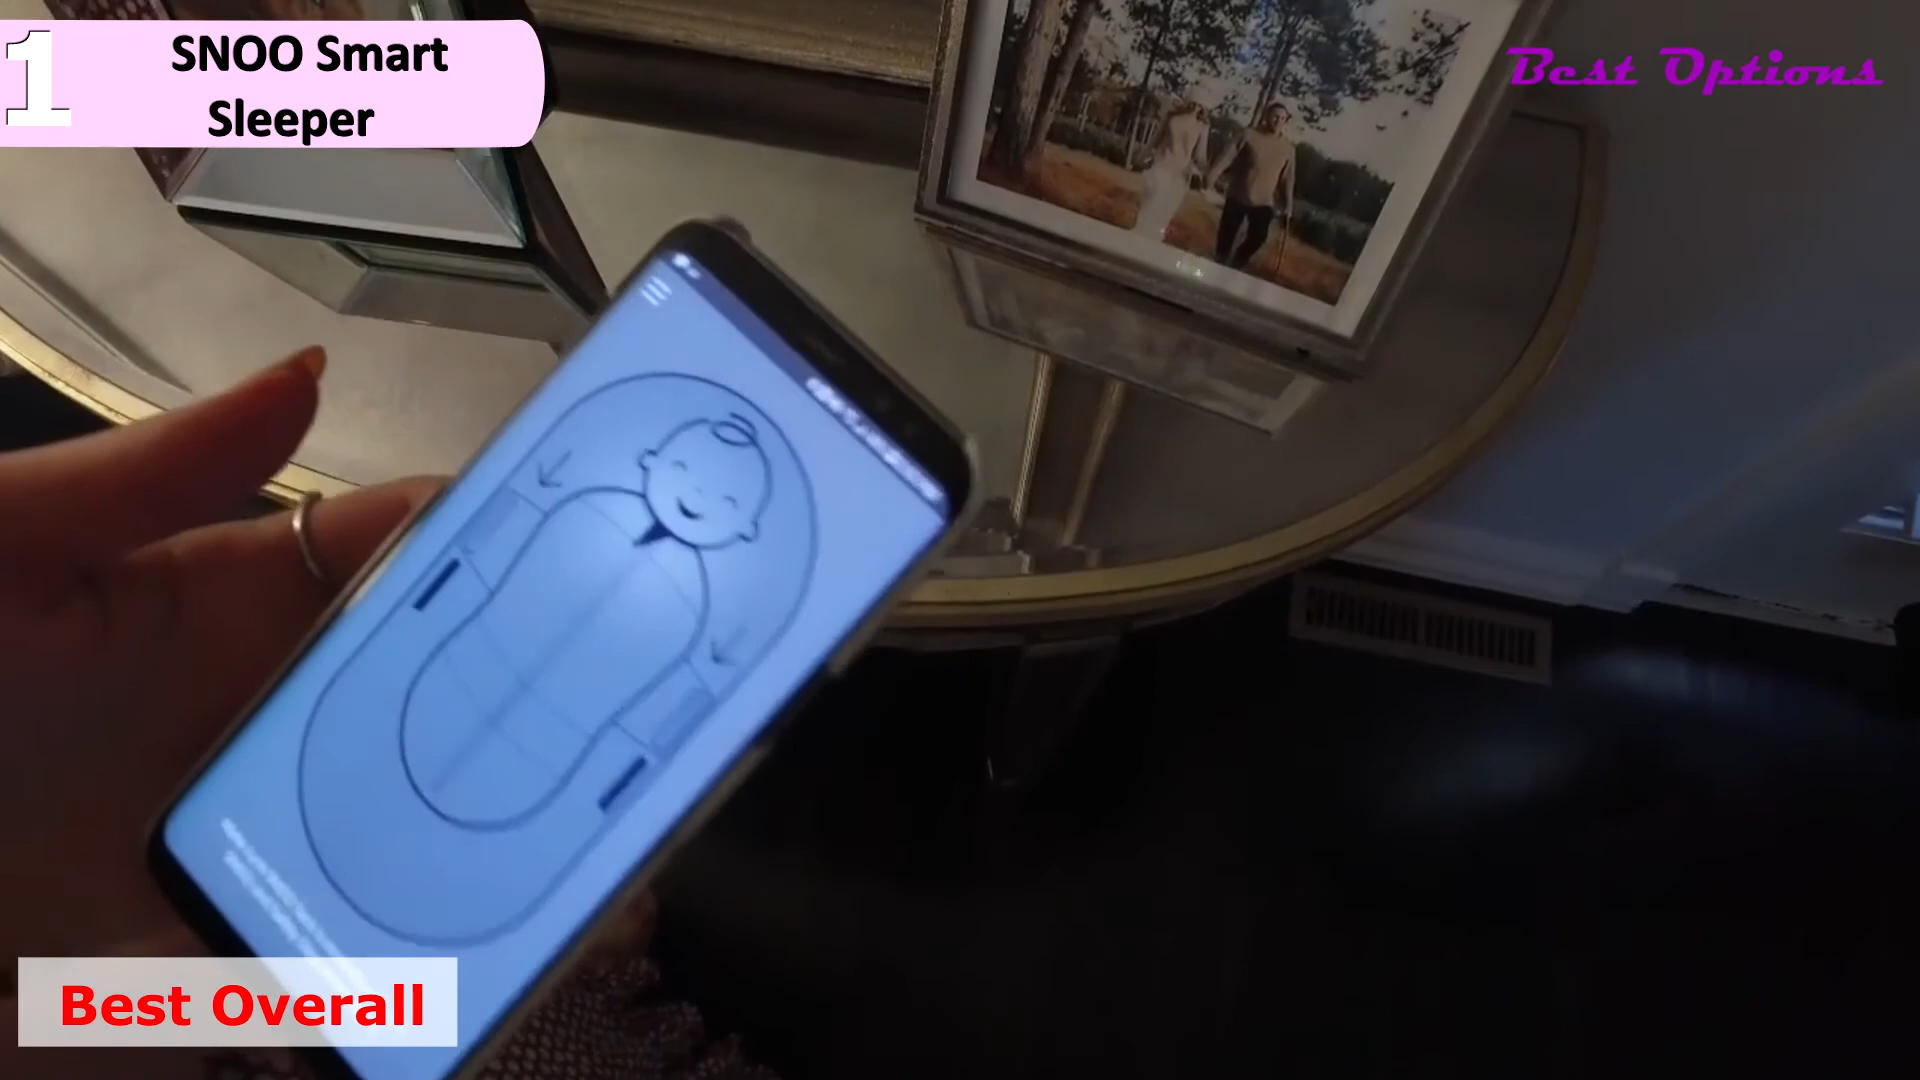 1
SNOO Smart
Sleeper
Best Options
Best Overall